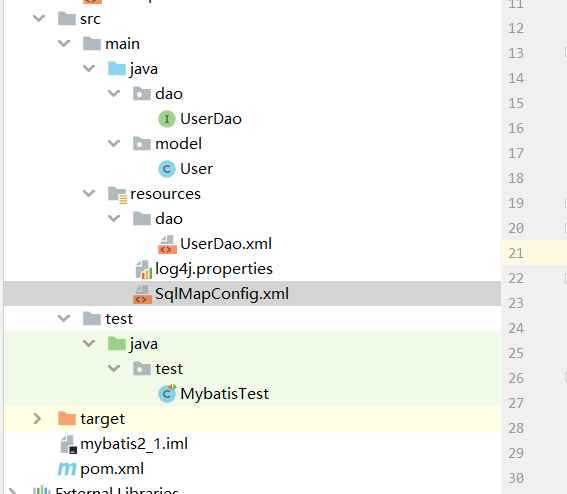 src
main
java
dao
UserDao
model
User
resources
dao
UserDao.xml
log4j.properties
SqlMapConfig.xml
test
java
test
MybatisTest
target
mybatis2_1.iml
pom.xml
External Libraries
11
12
13
14
15
16
17
18
19
20
21
22
23
24
25
26
27
28
29
30